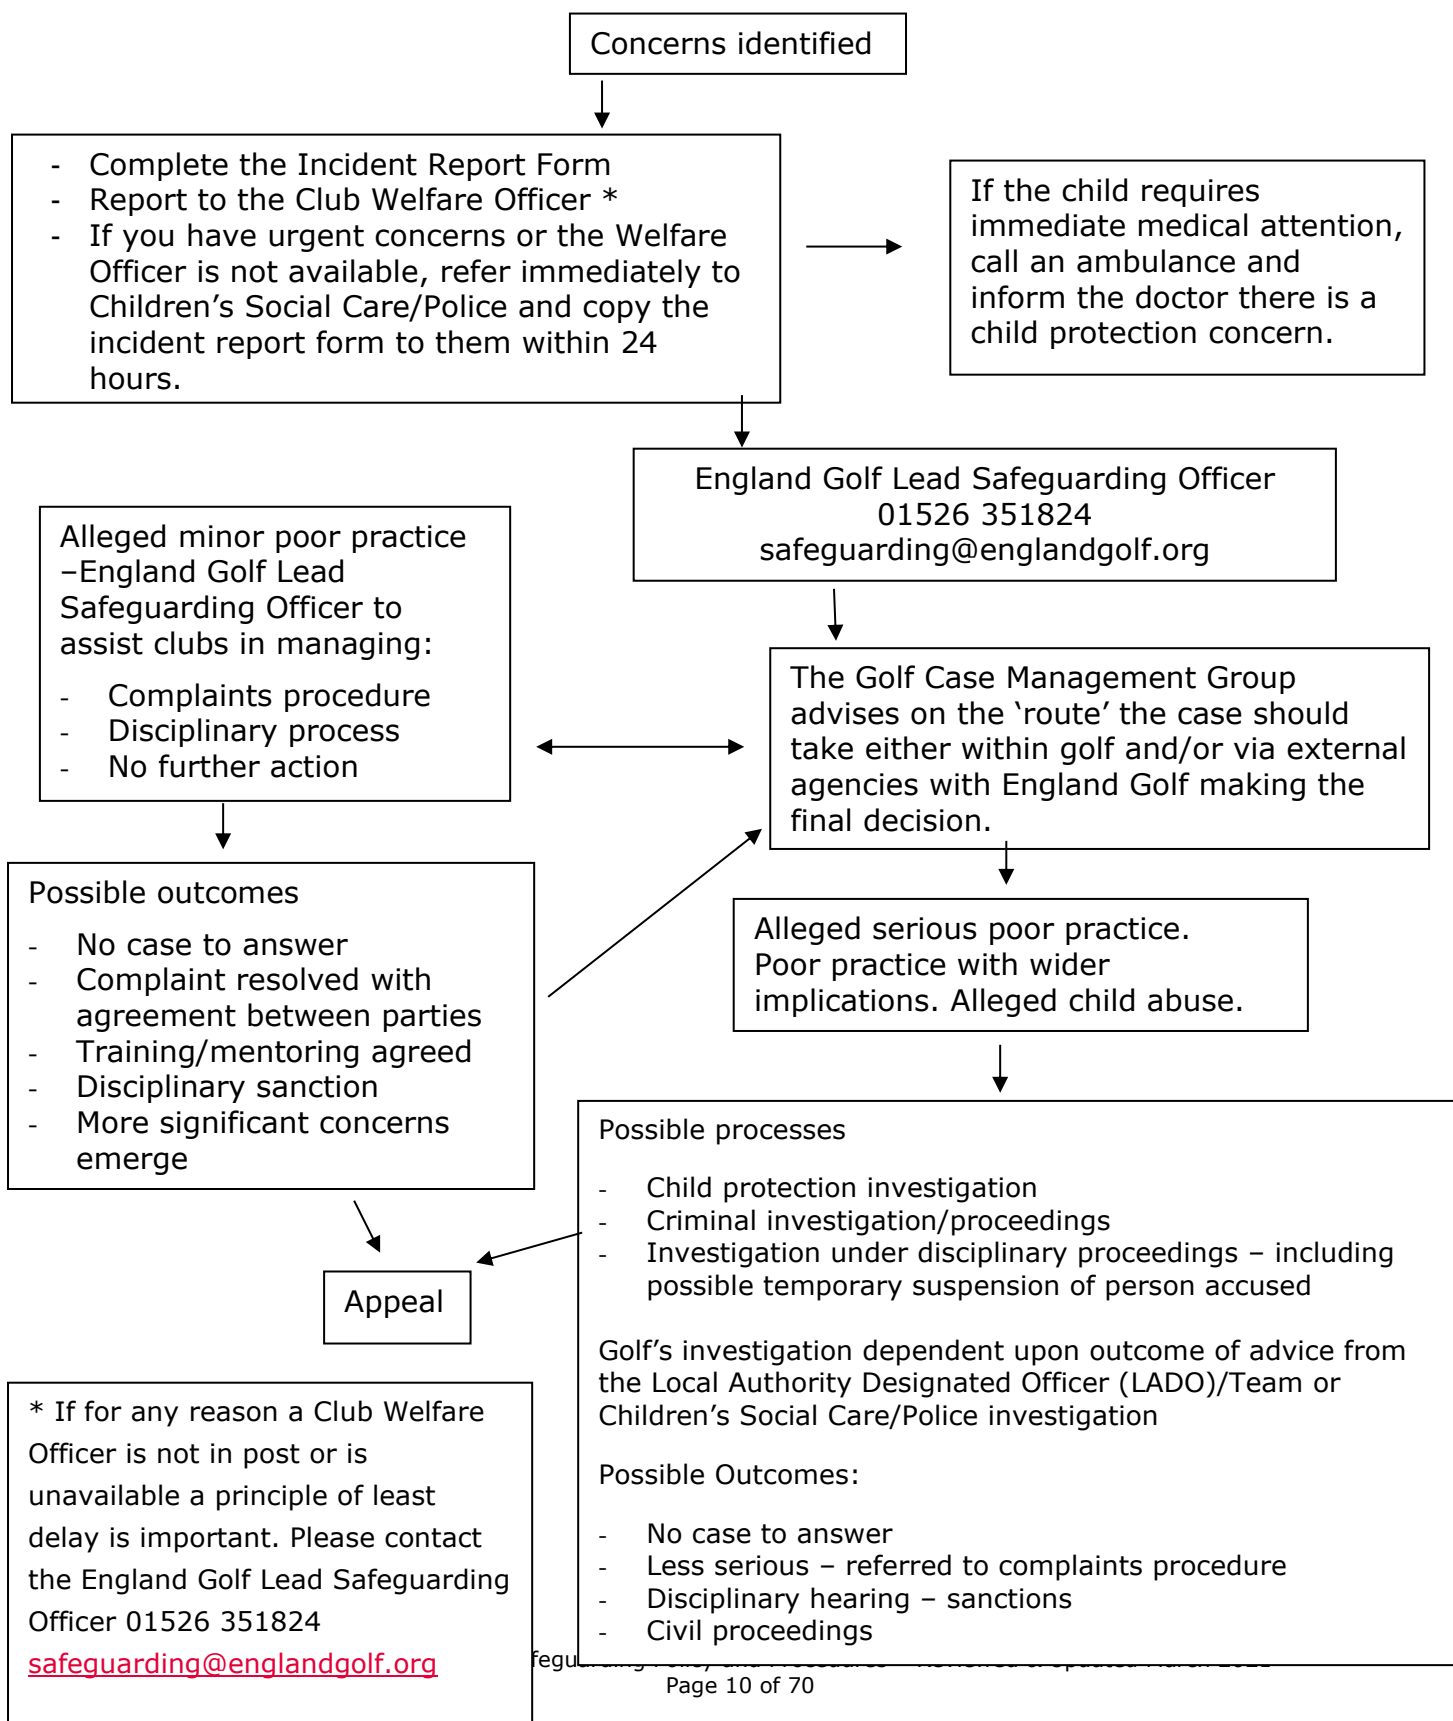 Concerns identified
- Complete the Incident Report Form
- Report to the Club Welfare Officer *
- If you have urgent concerns or the Welfare
Officer is not available, refer immediately to
Children’s Social Care/Police and copy the
incident report form to them within 24
hours.
If the child requires
immediate medical attention,
call an ambulance and
inform the doctor there is a
child protection concern.
England Golf Lead Safeguarding Officer
01526 351824
safeguarding@englandgolf.org
Alleged minor poor practice
–England Golf Lead
Safeguarding Officer to
assist clubs in managing:
- Complaints procedure
- Disciplinary process
- No further action
The Golf Case Management Group
advises on the ‘route’ the case should
take either within golf and/or via external
agencies with England Golf making the
final decision.
Possible outcomes
- No case to answer
- Complaint resolved with
agreement between parties
- Training/mentoring agreed
- Disciplinary sanction
- More significant concerns
emerge
Alleged serious poor practice.
Poor practice with wider
implications. Alleged child abuse.
Possible processes
- Child protection investigation
- Criminal investigation/proceedings
- Investigation under disciplinary proceedings – including
possible temporary suspension of person accused
Golf’s investigation dependent upon outcome of advice from
the Local Authority Designated Officer (LADO)/Team or
Children’s Social Care/Police investigation
Possible Outcomes:
- No case to answer
- Less serious – referred to complaints procedure
- Disciplinary hearing – sanctions
- Civil proceedings
Appeal
* If for any reason a Club Welfare
Officer is not in post or is
unavailable a principle of least
delay is important. Please contact
the England Golf Lead Safeguarding
Officer 01526 351824
safeguarding@englandgolf.org
Page 10 of 70